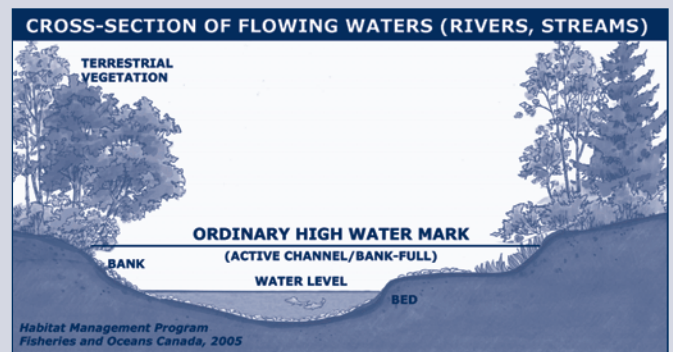 CROSS-SECTION OF FLOWING WATERS (RIVERS, STREAMS)
TERRESTRIAL
VEGETATION
ORDINARY HIGH WATER MARK
(ACTIVE CHANNEL/BANK-FULL)
BANK
WATER LEVEL
BED
Habitat Management Program
Fisheries and Oceans Canada, 2005